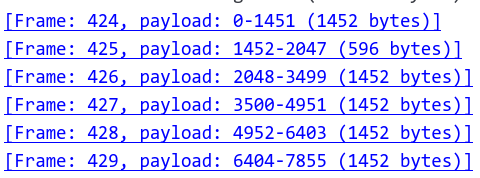 [Frame: 424, payload: 0-1451 (1452 bytes)]
[Frame: 425, payload: 1452-2047 (596 bytes)]
[Frame: 426, payload: 2048-3499 (1452 bytes)]
[Frame: 427, payload: 3500-4951 (1452 bytes)]
[Frame: 428, payload: 4952-6403 (1452 bytes)]
[Frame: 429, payload: 6404-7855 (1452 bytes)]